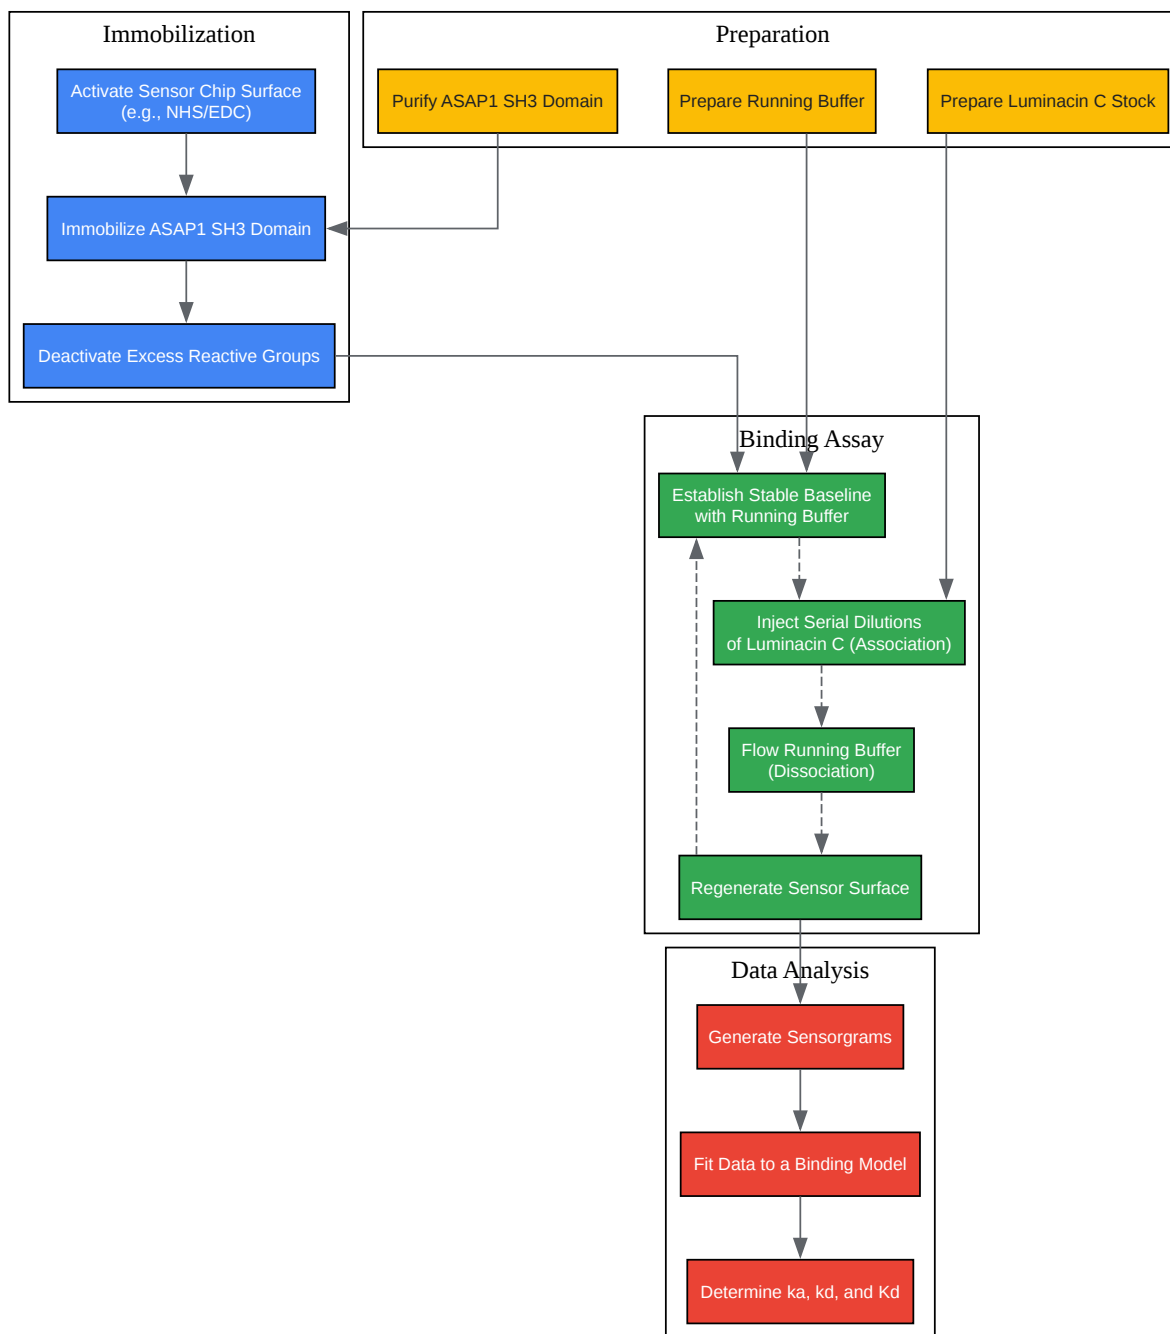 Immobilization
Activate Sensor Chip Surface
(e.g., NHS/EDC)
Immobilize ASAP1 SH3 Domain
Deactivate Excess Reactive Groups
Preparation
Purify ASAP1 SH3 Domain
Prepare Running Buffer
Prepare Luminacin C Stock
Binding Assay
Establish Stable Baseline
with Running Buffer
Inject Serial Dilutions
of Luminacin C (Association)
Flow Running Buffer
(Dissociation)
Regenerate Sensor Surface
Data Analysis
Generate Sensorgrams
Fit Data to a Binding Model
Determine ka, kd, and Kd